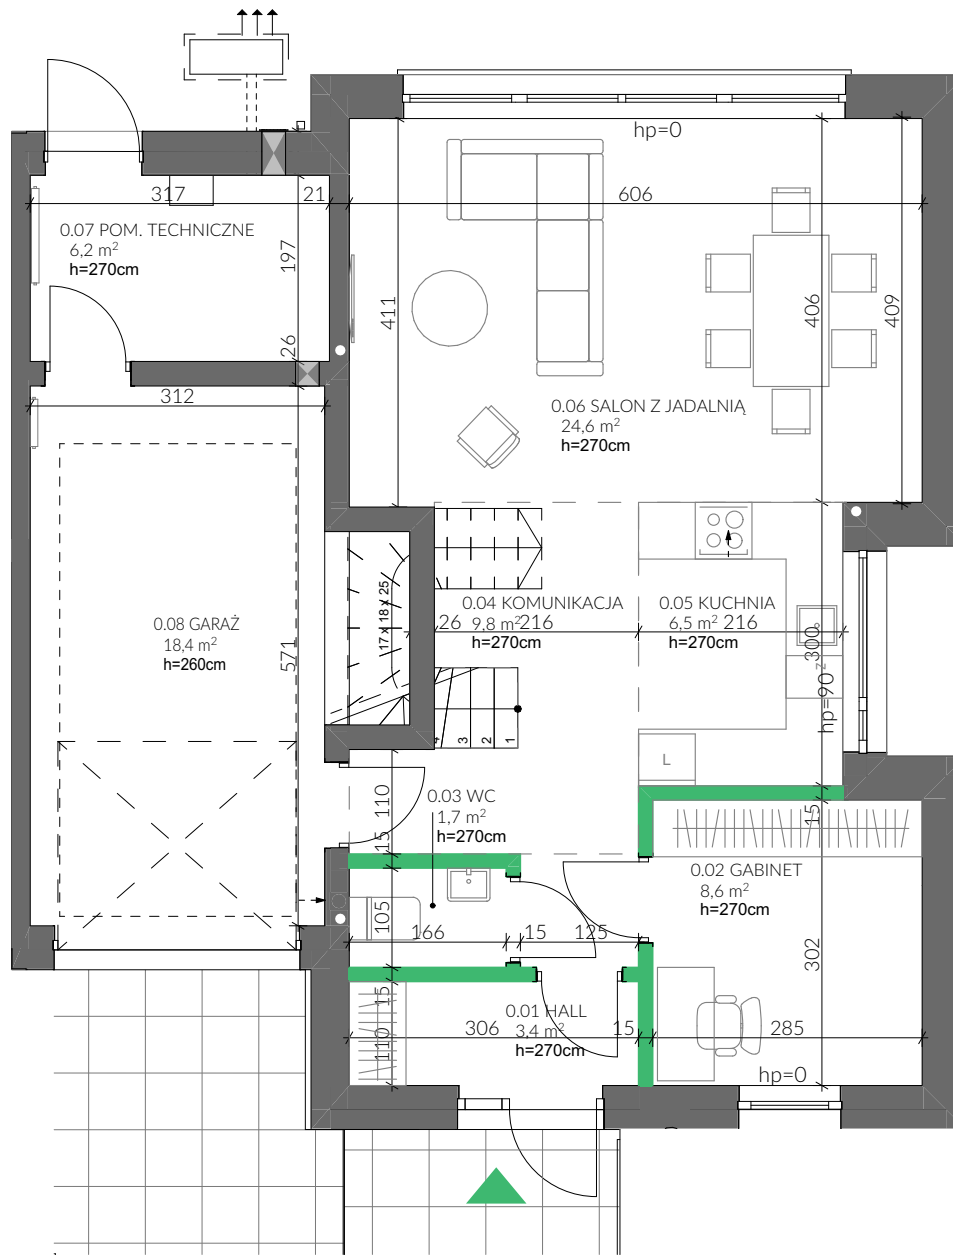 hp=0
317
21
606
0.07 POM. TECHNICZNE
6,2 m²
h=270cm
197
26
411
406
409
312
0.06 SALON Z JADALNIĄ
24,6 m²
h=270cm
0.08 GARAŻ
18,4 m²
h=260cm
571
17 x 18 x 25
0.04 KOMUNIKACJA
26
9,8 m²
216
h=270cm
0.05 KUCHNIA
6,5 m²
216
h=270cm
300
hp=90
4
3
2
1
L
110
15
0.03 WC
1,7 m²
h=270cm
15
0.02 GABINET
8,6 m²
h=270cm
105
166
15
125
302
15
110
0.01 HALL
306
3,4 m²
15
h=270cm
285
hp=0